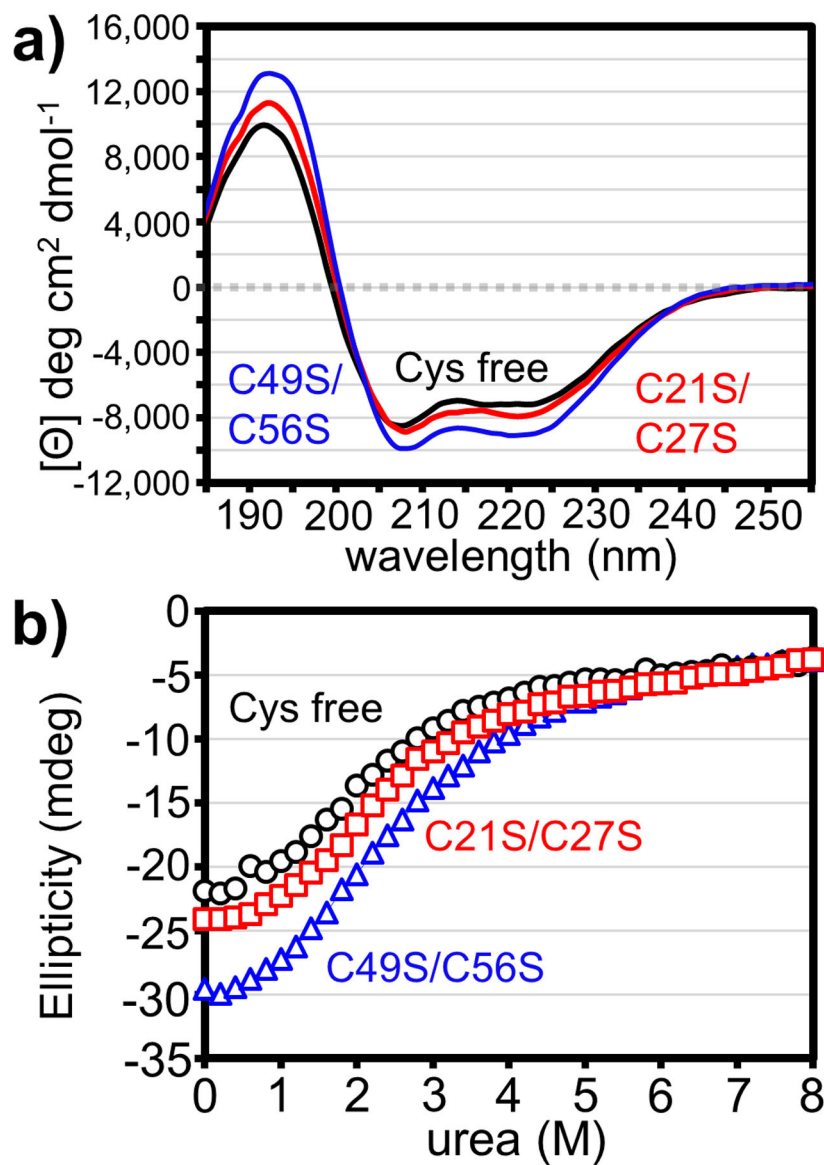 a)
16,000
12,000
8,000
4,000
0
-4,000
-8,000
-12,000
[Θ] deg cm² dmol⁻¹
C49S/
C56S
Cys free
C21S/
C27S
190 200 210 220 230 240 250
wavelength (nm)
b)
0
-5
-10
-15
-20
-25
-30
-35
Ellipticity (mdeg)
Cys free
C21S/C27S
C49S/C56S
0 1 2 3 4 5 6 7 8
urea (M)